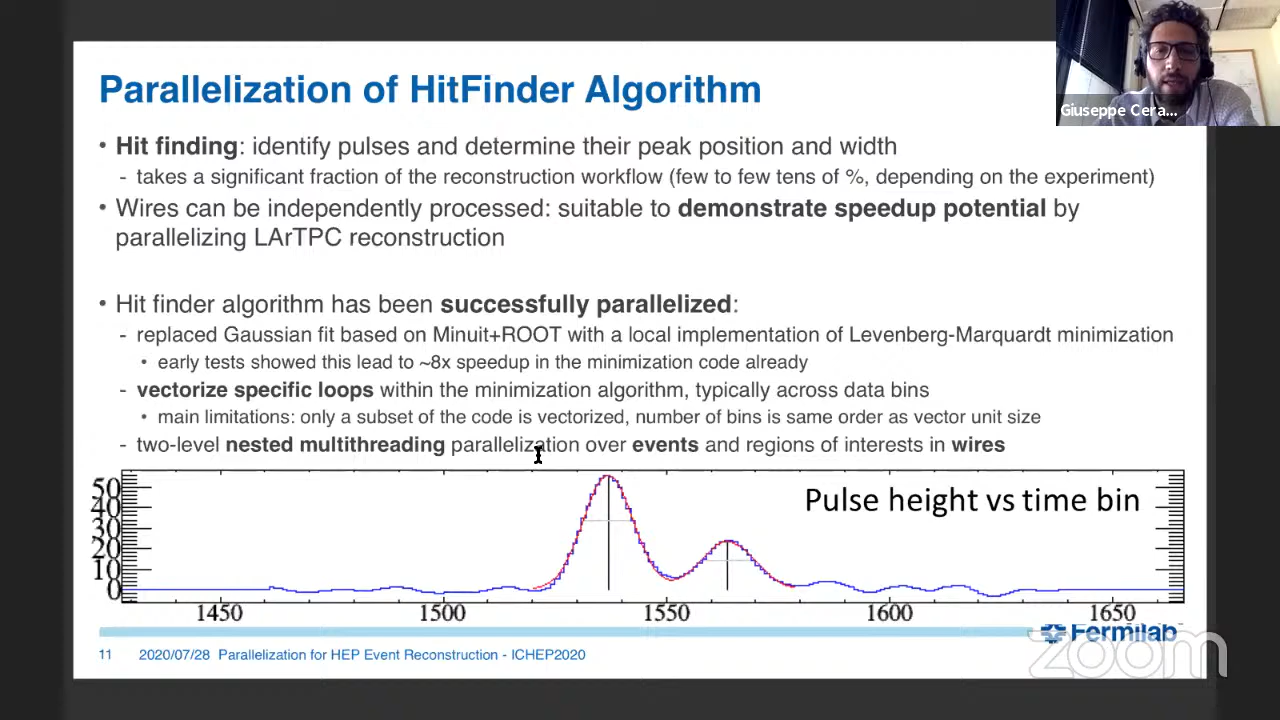 Parallelization of HitFinder Algorithm
Giuseppe Cera...
• Hit finding: identify pulses and determine their peak position and width
- takes a significant fraction of the reconstruction workflow (few to few tens of %, depending on the experiment)
• Wires can be independently processed: suitable to demonstrate speedup potential by
parallelizing LArTPC reconstruction
• Hit finder algorithm has been successfully parallelized:
- replaced Gaussian fit based on Minuit+ROOT with a local implementation of Levenberg-Marquardt minimization
• early tests showed this lead to ~8x speedup in the minimization code already
- vectorize specific loops within the minimization algorithm, typically across data bins
• main limitations: only a subset of the code is vectorized, number of bins is same order as vector unit size
- two-level nested multithreading parallelization over events and regions of interests in wires
Pulse height vs time bin
50
40
30
20
10
0
1450 1500 1550 1600 1650
Fermilab
11 2020/07/28 Parallelization for HEP Event Reconstruction - ICHEP2020
zoom